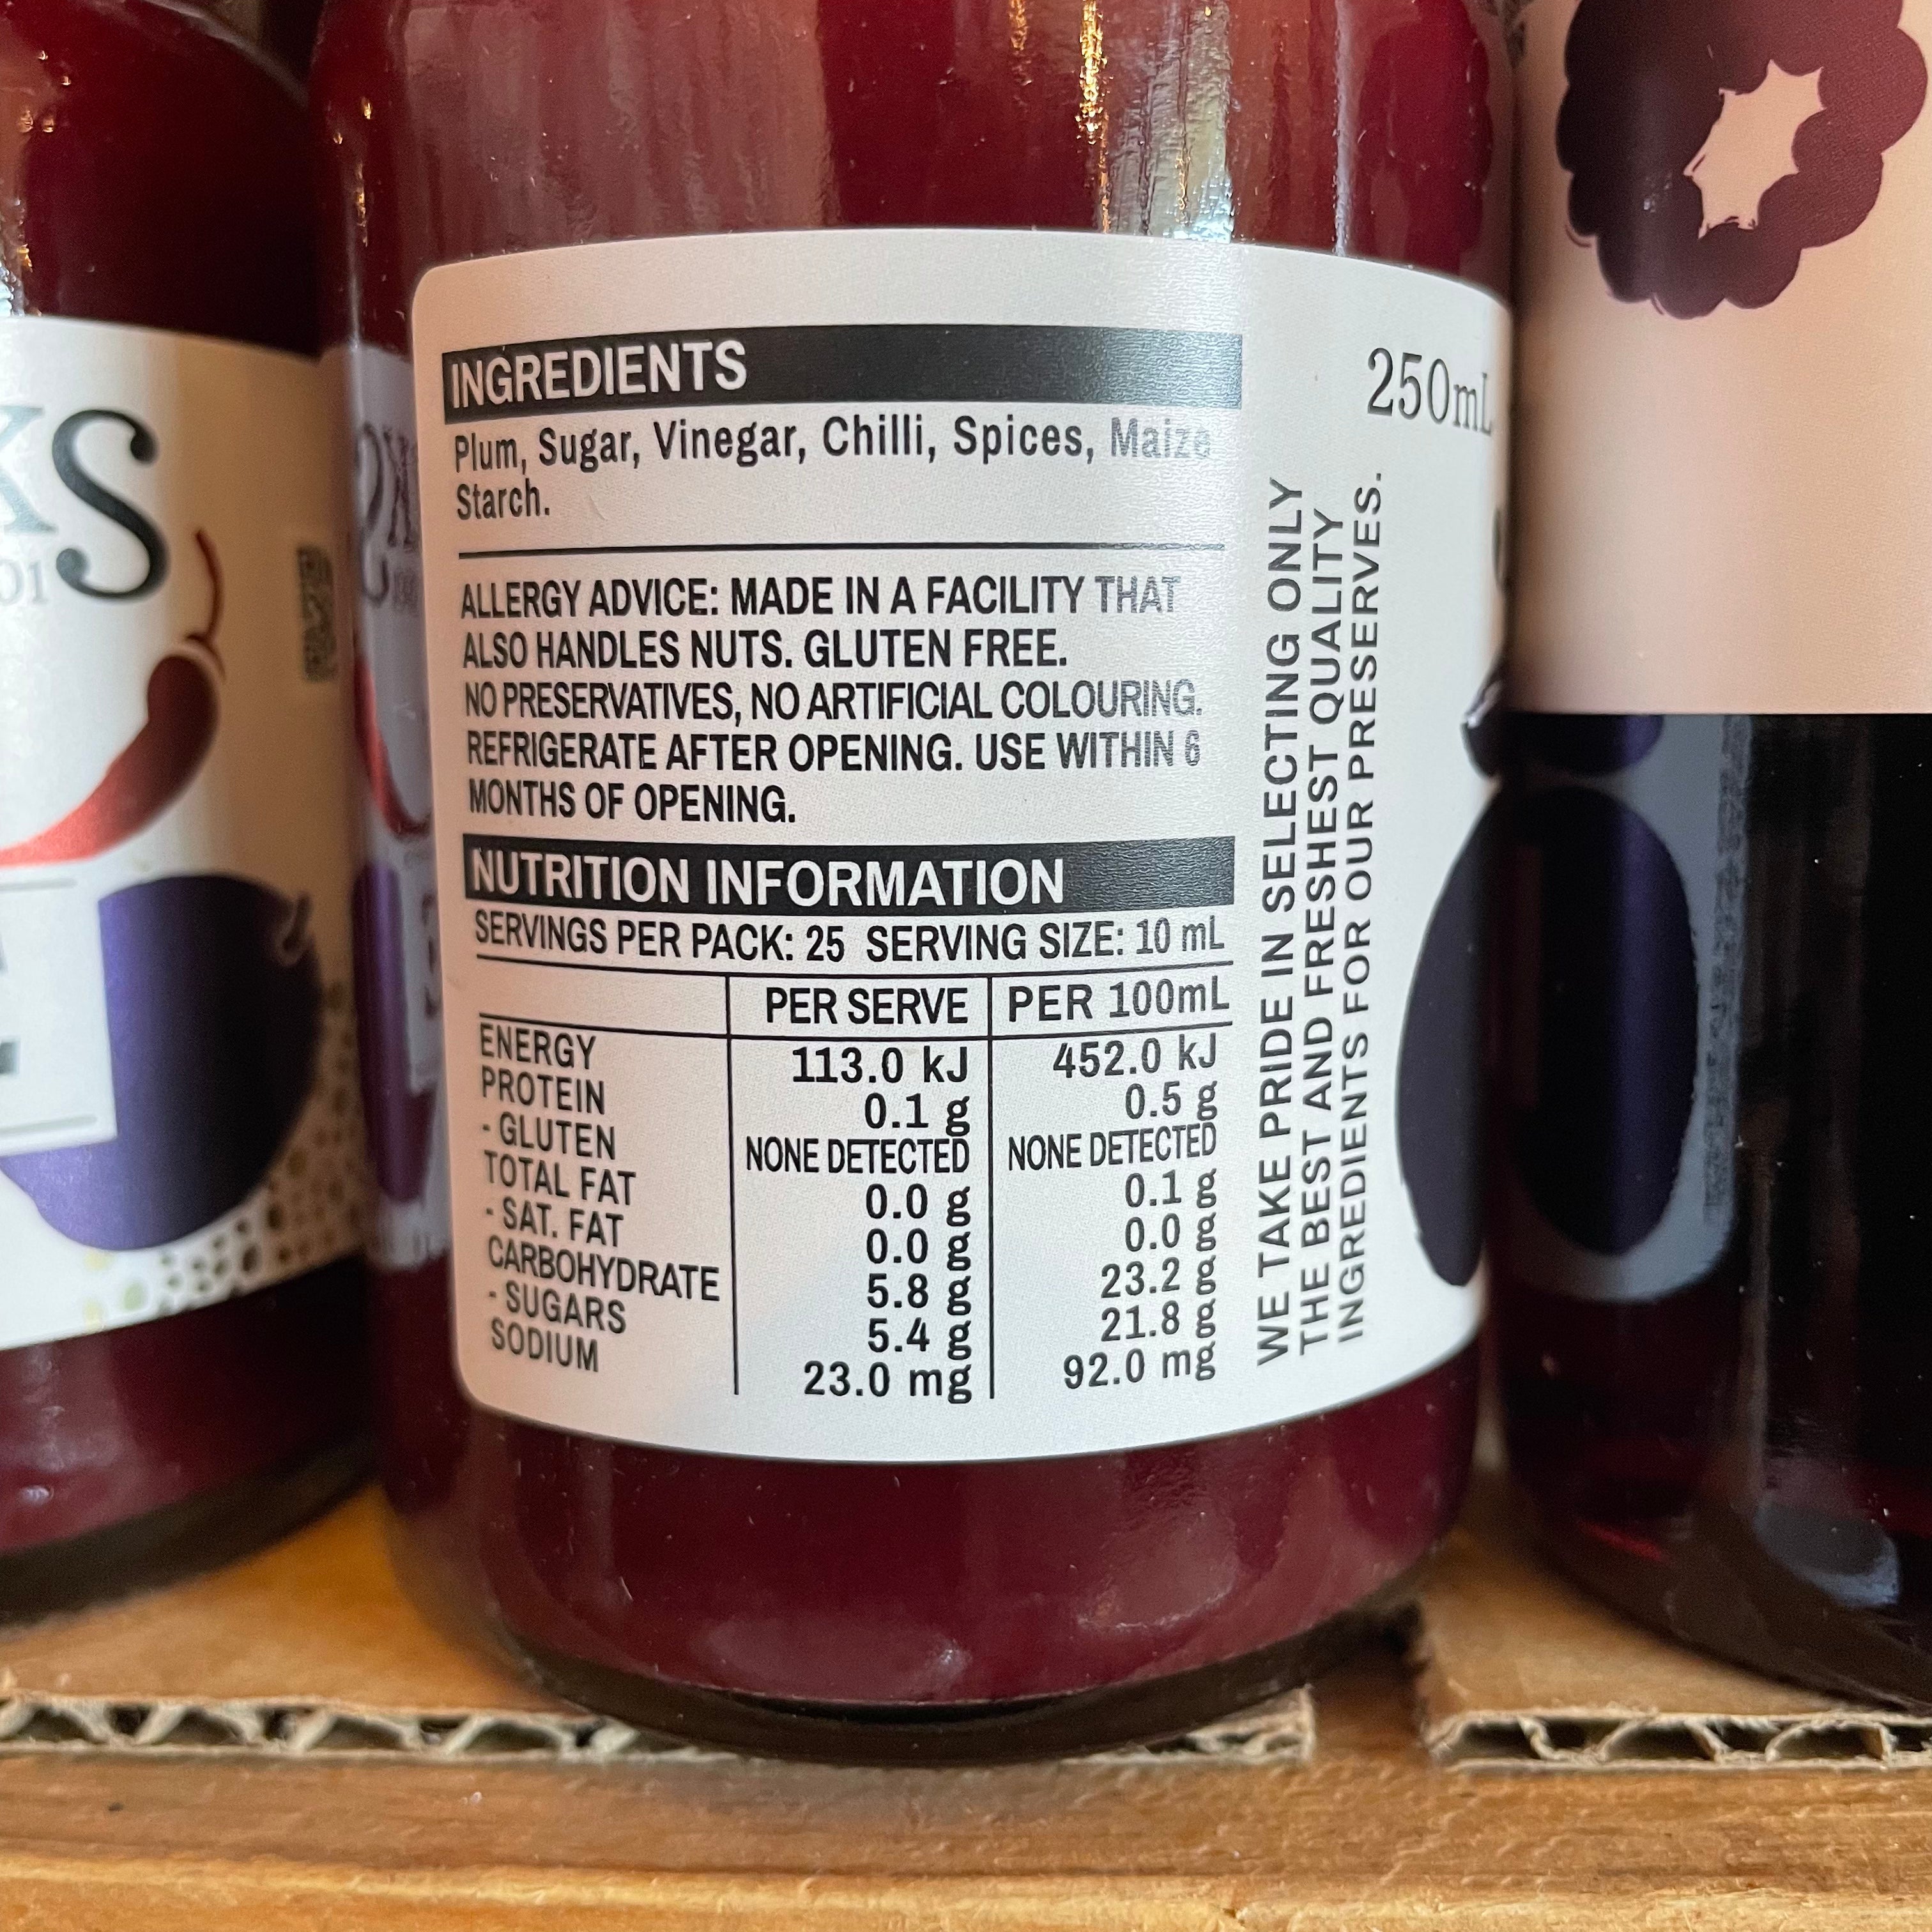 INGREDIENTS
Plum, Sugar, Vinegar, Chilli, Spices, Maize
Starch.
ALLERGY ADVICE: MADE IN A FACILITY THAT
ALSO HANDLES NUTS. GLUTEN FREE.
NO PRESERVATIVES, NO ARTIFICIAL COLOURING.
REFRIGERATE AFTER OPENING. USE WITHIN 6
MONTHS OF OPENING.
NUTRITION INFORMATION
SERVINGS PER PACK: 25 SERVING SIZE: 10 mL
PER SERVE PER 100mL
ENERGY 113.0 kJ 452.0 kJ
PROTEIN 0.1 g 0.5 g
- GLUTEN NONE DETECTED NONE DETECTED
TOTAL FAT 0.0 g 0.1 g
- SAT. FAT 0.0 g 0.0 g
CARBOHYDRATE 5.8 g 23.2 g
- SUGARS 5.4 g 21.8 g
SODIUM 23.0 mg 92.0 mg
250mL
WE TAKE PRIDE IN SELECTING ONLY
THE BEST AND FRESHEST QUALITY
INGREDIENTS FOR OUR PRESERVES.